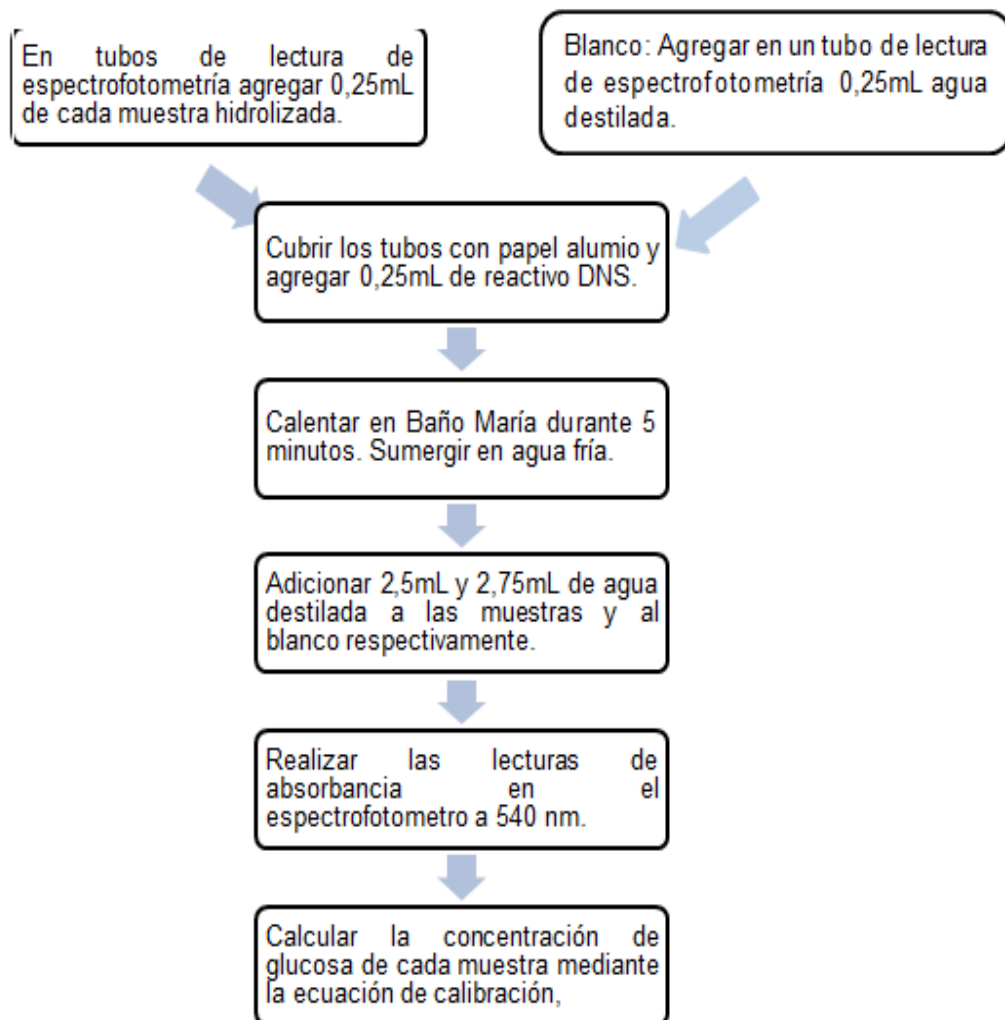 En tubos de lectura de
espectrofotometría agregar 0,25mL
de cada muestra hidrolizada.
Blanco: Agregar en un tubo de lectura
de espectrofotometría 0,25mL agua
destilada.
Cubrir los tubos con papel alumio y
agregar 0,25mL de reactivo DNS.
Calentar en Baño María durante 5
minutos. Sumergir en agua fría.
Adicionar 2,5mL y 2,75mL de agua
destilada a las muestras y al
blanco respectivamente.
Realizar las lecturas de
absorbancia en el
espectrofotometro a 540 nm.
Calcular la concentración de
glucosa de cada muestra mediante
la ecuación de calibración,